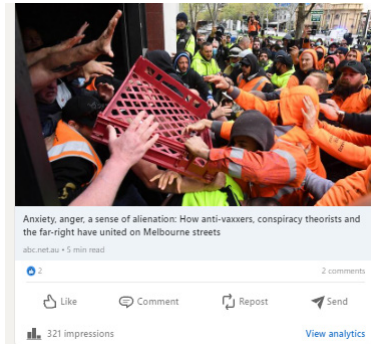 Anxiety, anger, a sense of alienation: How anti-vaxxers, conspiracy theorists and
the far-right have united on Melbourne streets
abc.net.au • 5 min read
2
2 comments
Like
Comment
Repost
Send
321 impressions
View analytics